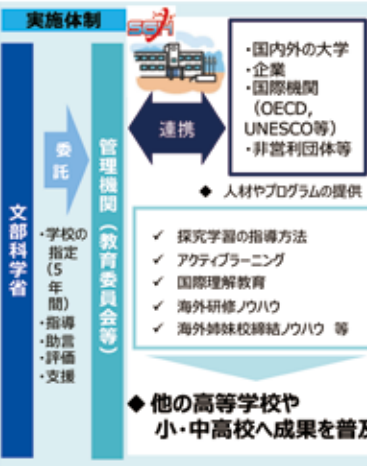 実施体制
SGH
・国内外の大学
・企業
・国際機関
（OECD,
UNESCO等）
・非営利団体等
連携
◆ 人材やプログラムの提供
委託
文部科学省
・学校の
指定
（5
年
間）
・指導
・助言
・評価
・支援
管理機関（教育委員会等）
✓ 探究学習の指導方法
✓ アクティブラーニング
✓ 国際理解教育
✓ 海外研修ノウハウ
✓ 海外姉妹校締結ノウハウ 等
◆ 他の高等学校や
小・中高校へ成果を普及